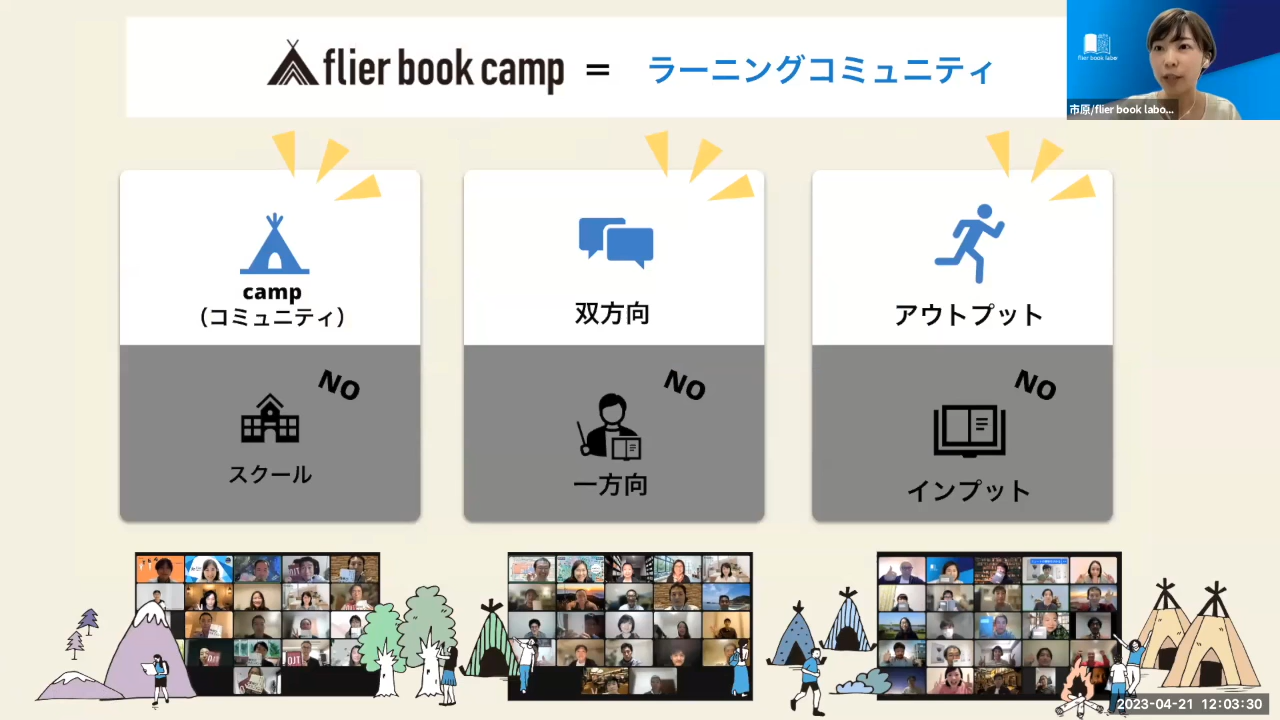 flier book camp = ラーニングコミュニティ
flier book labo
市原/flier book labo...
camp
(コミュニティ)
双方向
アウトプット
NO
NO
NO
スクール
一方向
インプット
OJT
OJT
2023-04-21 12:03:30